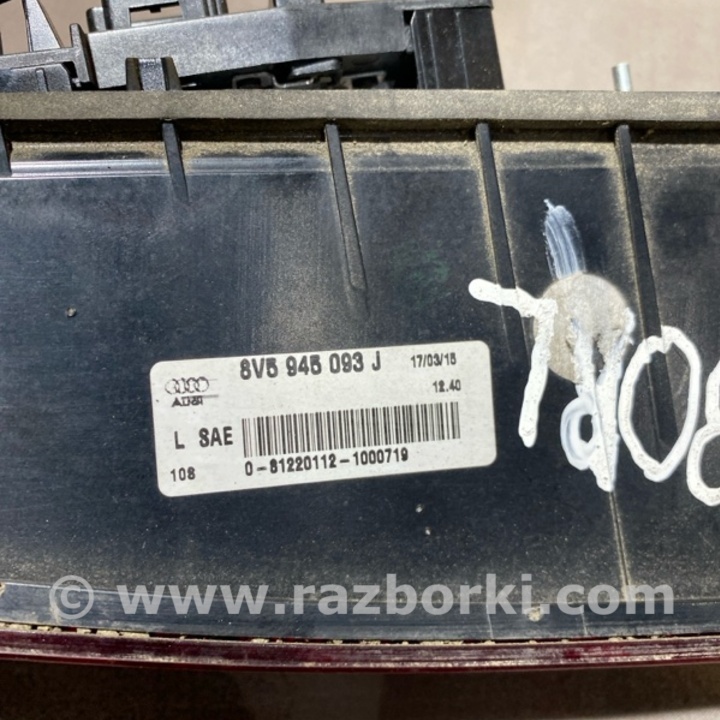 8V5 945 093 J 17/03/15
12.40
Audi
L SAE
108 0-81220112-1000719
© www.razborki.com